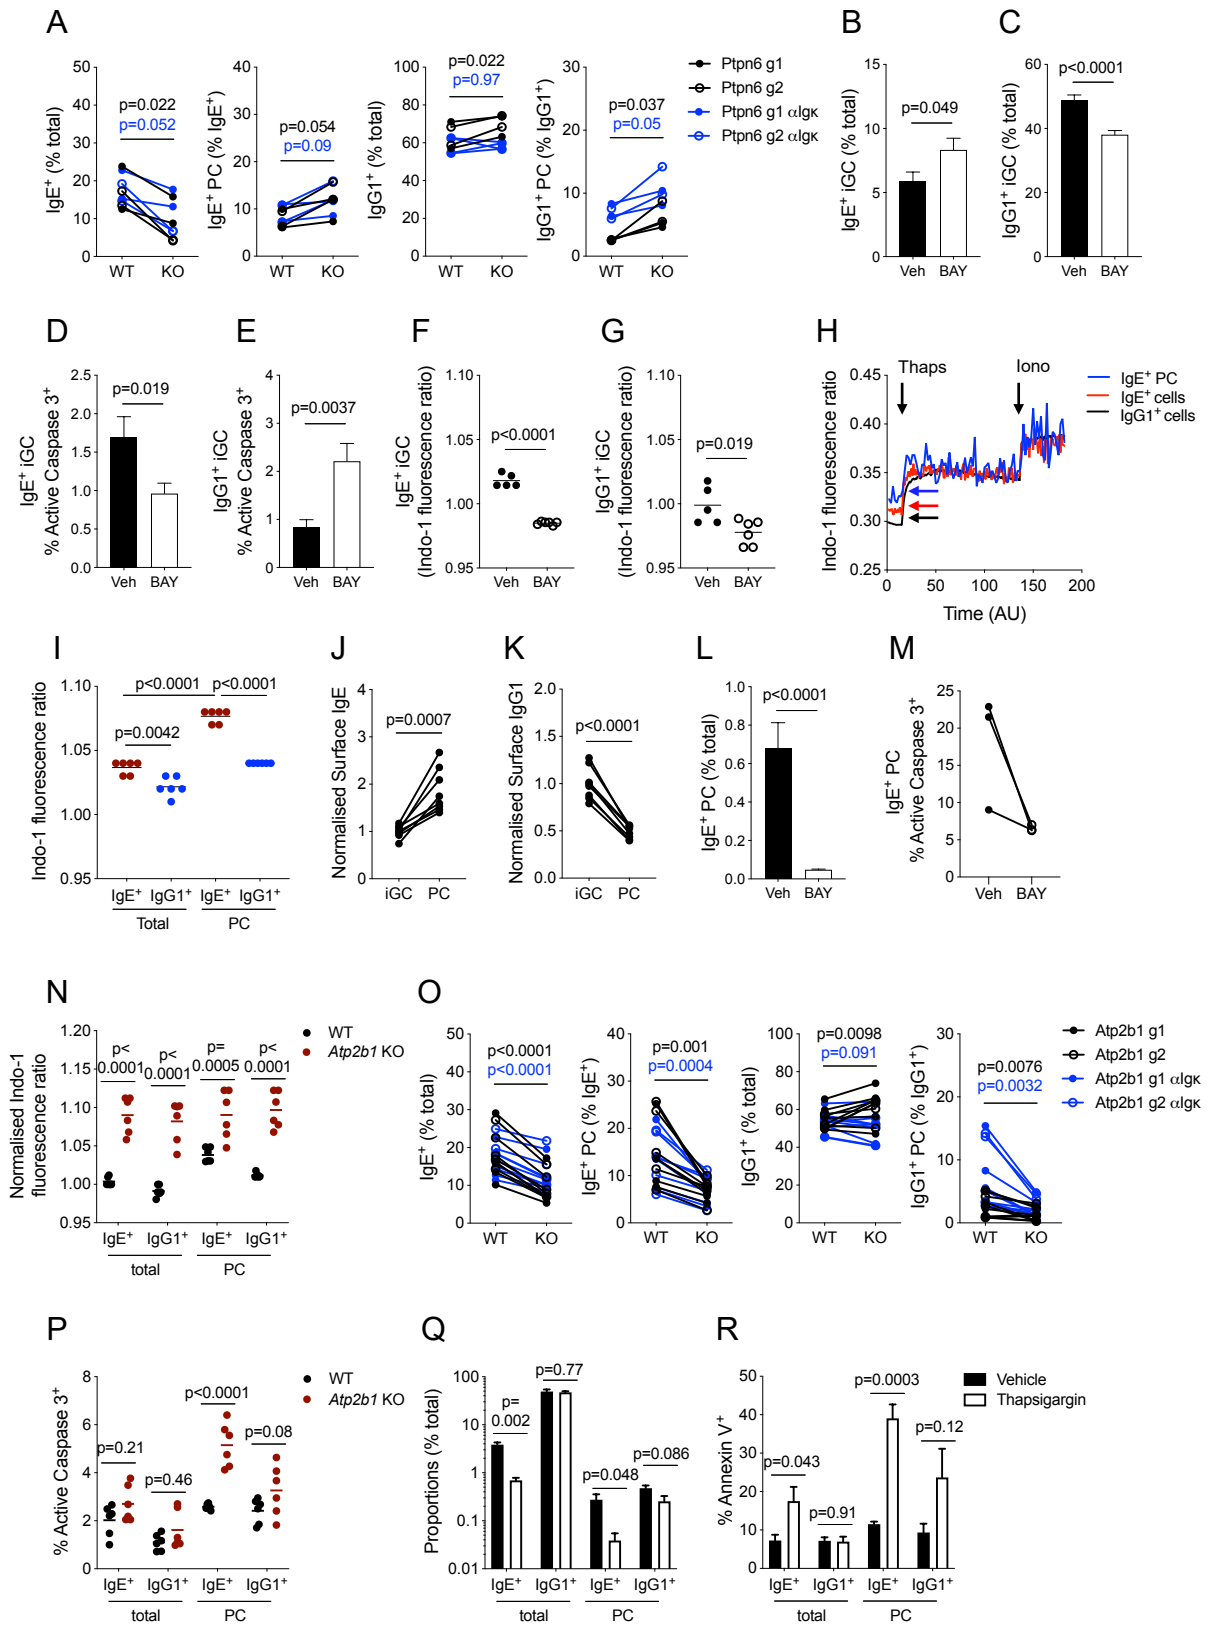 A
IgE⁺ (% total)
50
40
30
20
10
0
p=0.022
p=0.052
WT
KO
IgE⁺ PC (% IgE⁺)
40
30
20
10
0
p=0.054
p=0.09
WT
KO
IgG1⁺ (% total)
100
80
60
40
20
0
p=0.022
p=0.97
WT
KO
IgG1⁺ PC (% IgG1⁺)
30
20
10
0
p=0.037
p=0.05
WT
KO
Ptpn6 g1
Ptpn6 g2
Ptpn6 g1 αIgκ
Ptpn6 g2 αIgκ
B
IgE⁺ iGC (% total)
15
10
5
0
p=0.049
Veh
BAY
C
IgG1⁺ iGC (% total)
60
40
20
0
p<0.0001
Veh
BAY
D
IgE⁺ iGC
% Active Caspase 3⁺
2.5
2.0
1.5
1.0
0.5
0.0
p=0.019
Veh
BAY
E
IgG1⁺ iGC
% Active Caspase 3⁺
4
3
2
1
0
p=0.0037
Veh
BAY
F
IgE⁺ iGC
(Indo-1 fluorescence ratio)
1.10
1.05
1.00
0.95
p<0.0001
Veh
BAY
G
IgG1⁺ iGC
(Indo-1 fluorescence ratio)
1.10
1.05
1.00
0.95
p=0.019
Veh
BAY
H
Indo-1 fluorescence ratio
0.45
0.40
0.35
0.30
0.25
Thaps
Iono
0
50
100
150
200
Time (AU)
IgE⁺ PC
IgE⁺ cells
IgG1⁺ cells
I
Indo-1 fluorescence ratio
1.10
1.05
1.00
0.95
p<0.0001
p<0.0001
p=0.0042
IgE⁺
IgG1⁺
IgE⁺
IgG1⁺
Total
PC
J
Normalised Surface IgE
4
3
2
1
0
p=0.0007
iGC
PC
K
Normalised Surface IgG1
2.0
1.5
1.0
0.5
0.0
p<0.0001
iGC
PC
L
IgE⁺ PC (% total)
1.0
0.8
0.6
0.4
0.2
0.0
p<0.0001
Veh
BAY
M
IgE⁺ PC
% Active Caspase 3⁺
25
20
15
10
5
0
Veh
BAY
N
Normalised Indo-1
fluorescence ratio
1.20
1.15
1.10
1.05
1.00
0.95
p<
0.0001
p<
0.0001
p=
0.0005
p<
0.0001
IgE⁺
IgG1⁺
IgE⁺
IgG1⁺
total
PC
WT
Atp2b1 KO
O
IgE⁺ (% total)
50
40
30
20
10
0
p<0.0001
p<0.0001
WT
KO
IgE⁺ PC (% IgE⁺)
40
30
20
10
0
p=0.001
p=0.0004
WT
KO
IgG1⁺ (% total)
100
80
60
40
20
0
p=0.0098
p=0.091
WT
KO
IgG1⁺ PC (% IgG1⁺)
30
20
10
0
p=0.0076
p=0.0032
WT
KO
Atp2b1 g1
Atp2b1 g2
Atp2b1 g1 αIgκ
Atp2b1 g2 αIgκ
P
% Active Caspase 3⁺
8
6
4
2
0
p=0.21
p=0.46
p<0.0001
p=0.08
IgE⁺
IgG1⁺
IgE⁺
IgG1⁺
total
PC
WT
Atp2b1 KO
Q
Proportions (% total)
100
10
1
0.1
0.01
p=
0.002
p=0.77
p=0.048
p=0.086
IgE⁺
IgG1⁺
IgE⁺
IgG1⁺
total
PC
R
% Annexin V⁺
50
40
30
20
10
0
p=0.043
p=0.91
p=0.0003
p=0.12
IgE⁺
IgG1⁺
IgE⁺
IgG1⁺
total
PC
Vehicle
Thapsigargin